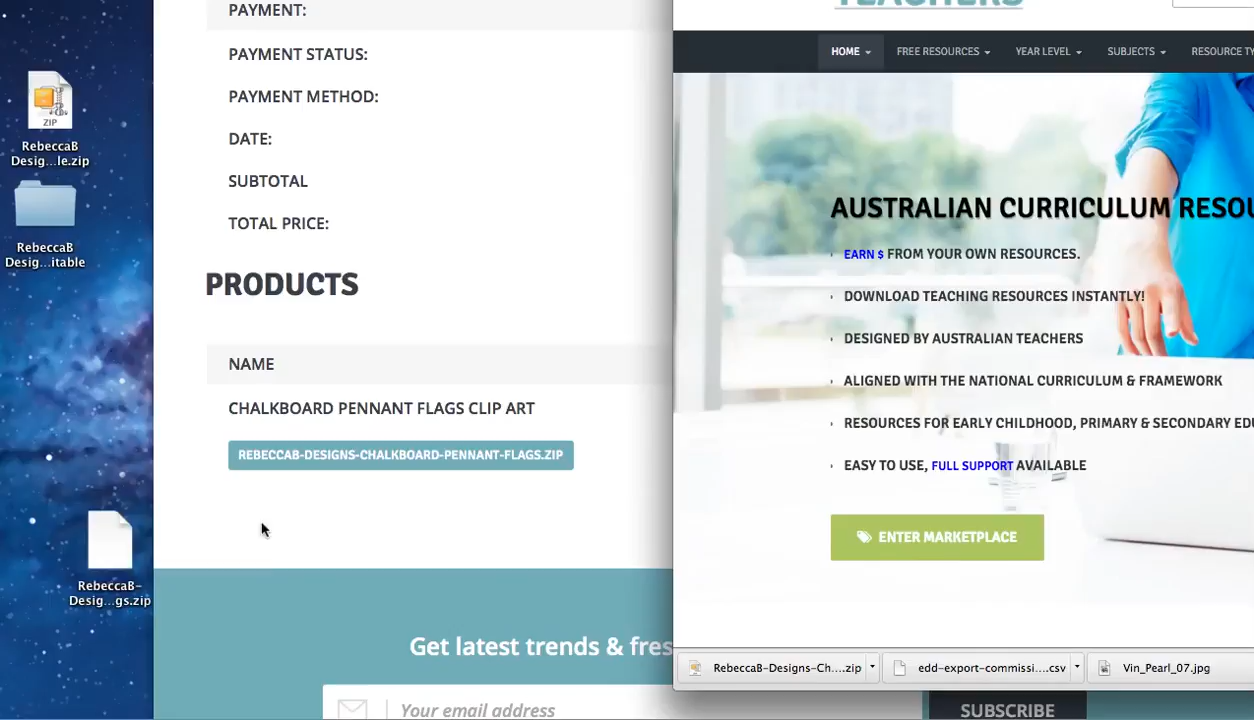 ZIP
RebeccaB
Desig...le.zip
RebeccaB
Desig...itable
RebeccaB-
Desig...gs.zip
PAYMENT:
PAYMENT STATUS:
PAYMENT METHOD:
DATE:
SUBTOTAL
TOTAL PRICE:
PRODUCTS
NAME
CHALKBOARD PENNANT FLAGS CLIP ART
REBECCAB-DESIGNS-CHALKBOARD-PENNANT-FLAGS.ZIP
Get latest trends & fres
Your email address
SUBSCRIBE
TEACHERS
HOME FREE RESOURCES YEAR LEVEL SUBJECTS RESOURCE TY
AUSTRALIAN CURRICULUM RESOU
EARN $ FROM YOUR OWN RESOURCES.
DOWNLOAD TEACHING RESOURCES INSTANTLY!
DESIGNED BY AUSTRALIAN TEACHERS
ALIGNED WITH THE NATIONAL CURRICULUM & FRAMEWORK
RESOURCES FOR EARLY CHILDHOOD, PRIMARY & SECONDARY EDU
EASY TO USE, FULL SUPPORT AVAILABLE
ENTER MARKETPLACE
RebeccaB-Designs-Ch....zip edd-export-commissi....csv Vin_Pearl_07.jpg